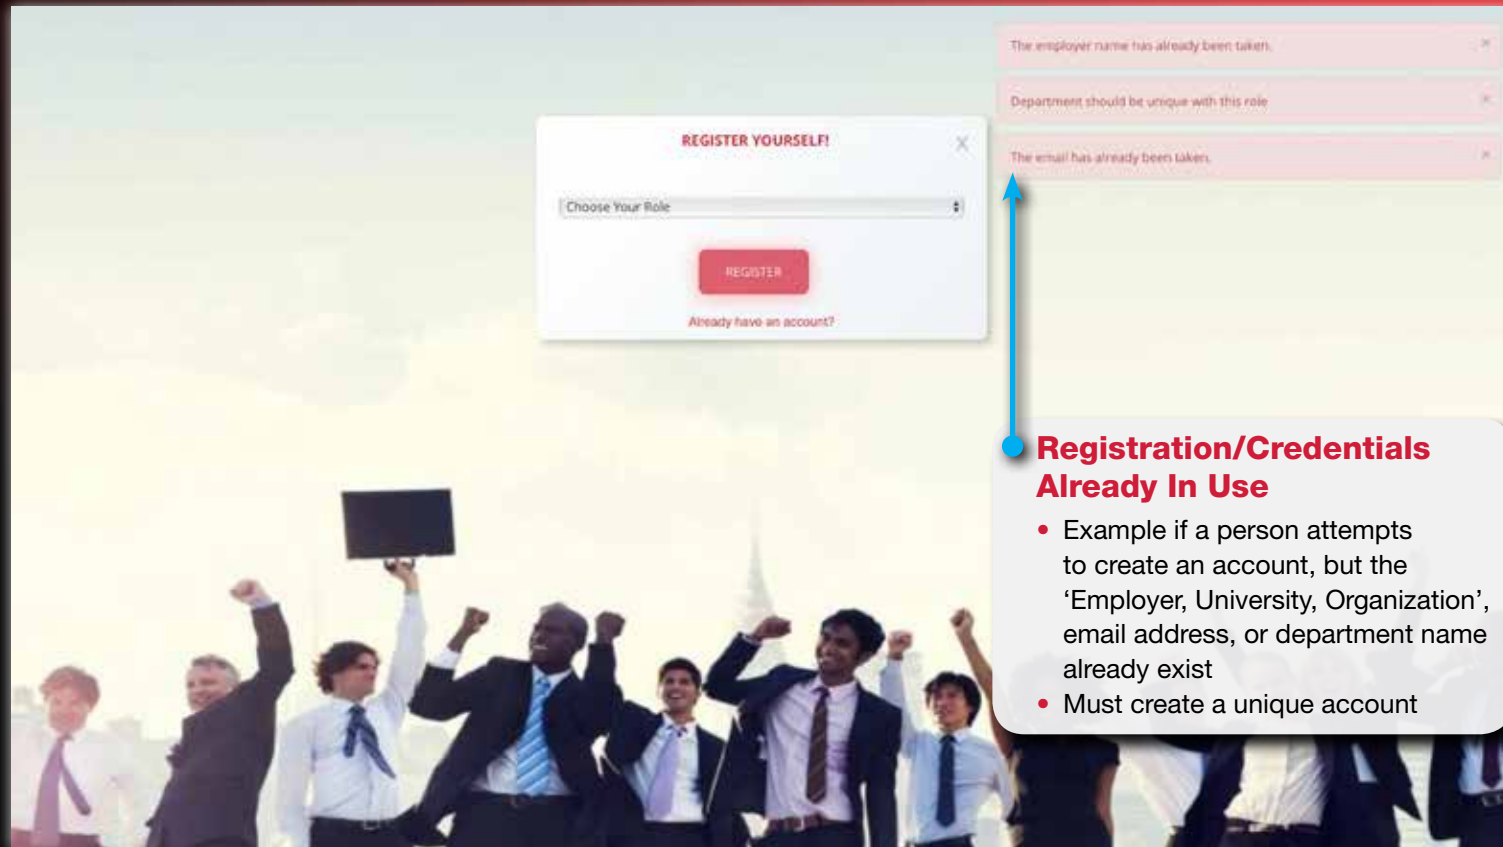 The employer name has already been taken.
×
Department should be unique with this role
×
The email has already been taken.
×
REGISTER YOURSELF!
X
Choose Your Role
REGISTER
Already have an account?
Registration/Credentials
Already In Use
• Example if a person attempts
to create an account, but the
‘Employer, University, Organization’,
email address, or department name
already exist
• Must create a unique account